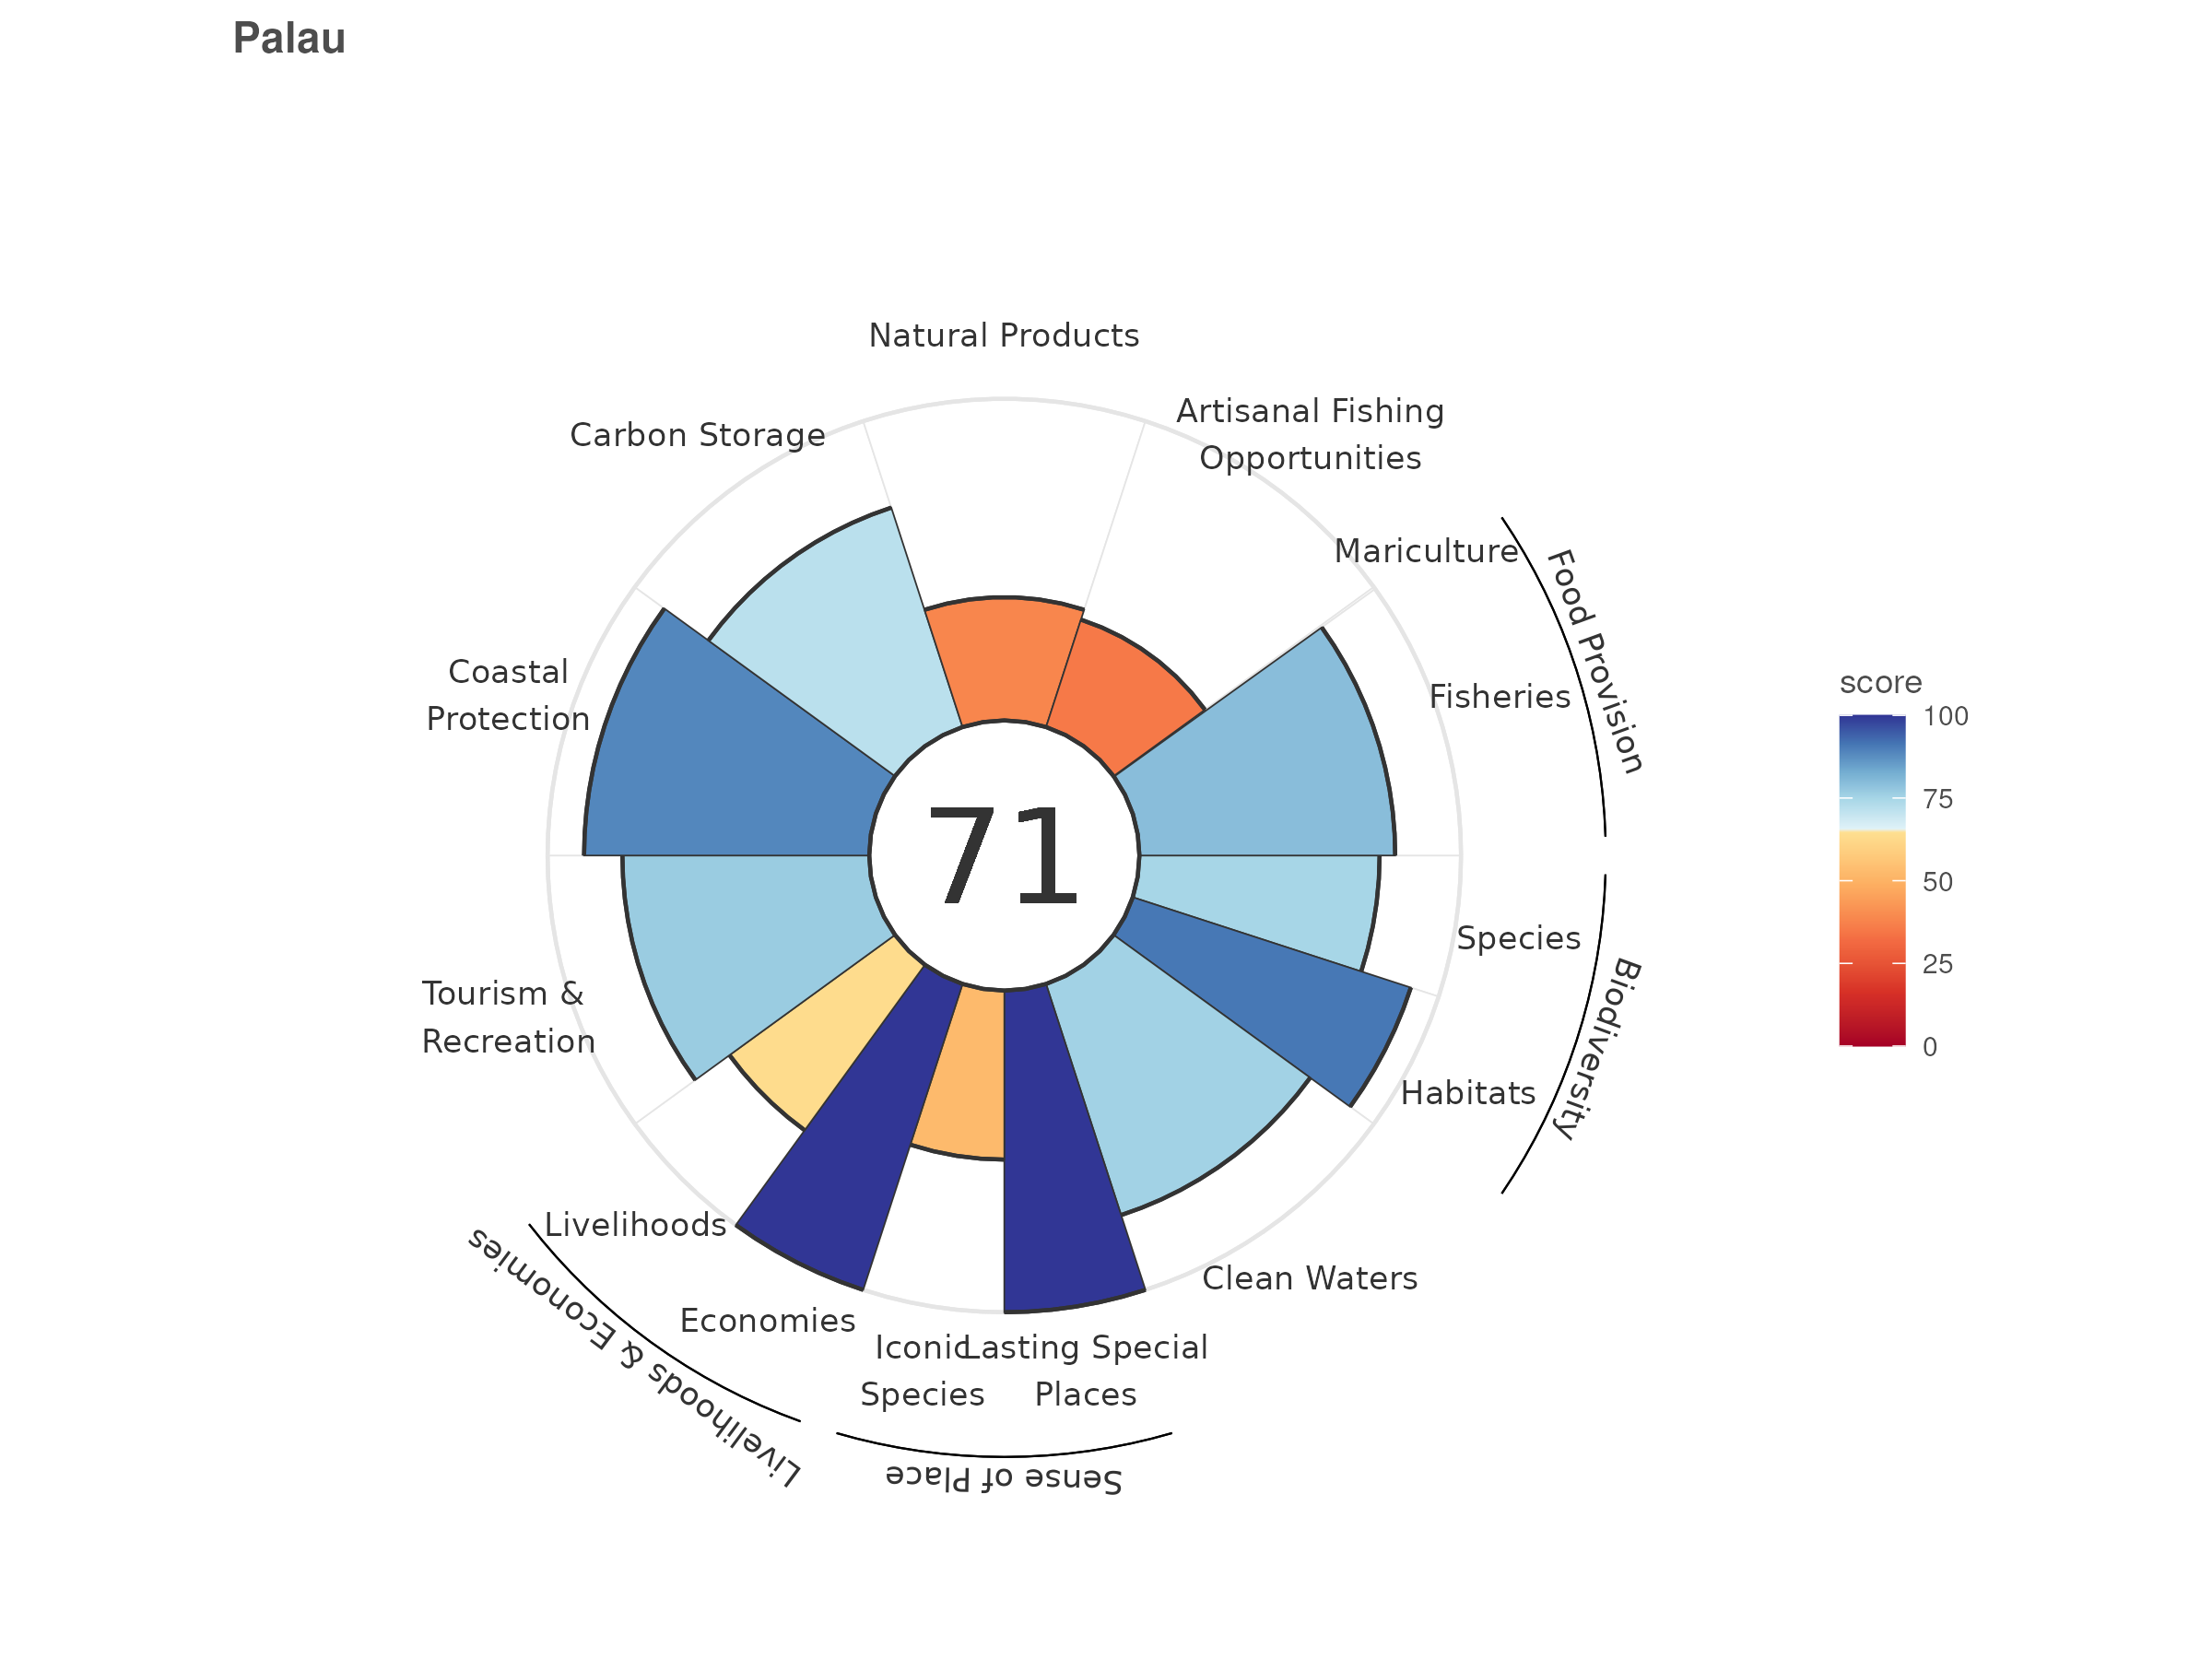 Palau
Natural Products
Artisanal Fishing
Opportunities
Carbon Storage
Mariculture
Food Provision
Coastal
Protection
Fisheries
score
100
75
50
25
0
71
Species
Biodiversity
Tourism &
Recreation
Habitats
Livelihoods
Clean Waters
Economies
Livelihoods & Economies
Iconic
Species
Lasting Special
Places
Sense of Place